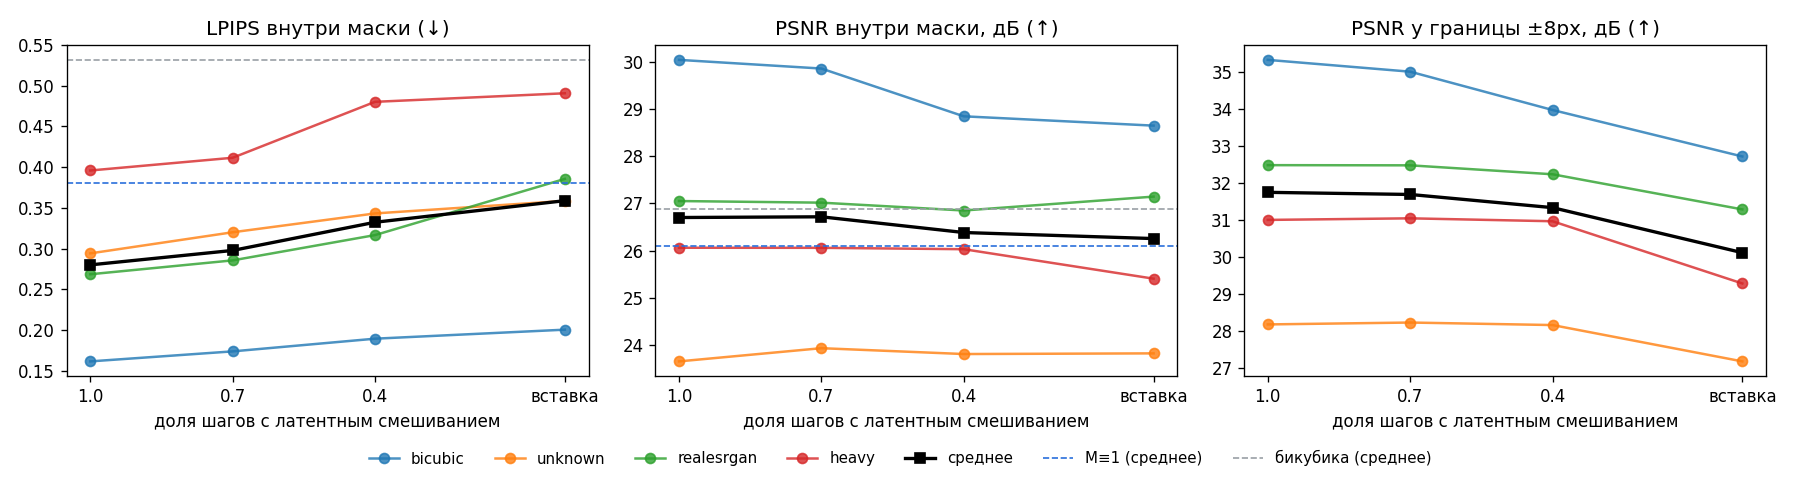 LPIPS внутри маски (↓)
0.55
0.50
0.45
0.40
0.35
0.30
0.25
0.20
0.15
1.0 0.7 0.4 вставка
доля шагов с латентным смешиванием
PSNR внутри маски, дБ (↑)
30
29
28
27
26
25
24
1.0 0.7 0.4 вставка
доля шагов с латентным смешиванием
PSNR у границы ±8px, дБ (↑)
35
34
33
32
31
30
29
28
27
1.0 0.7 0.4 вставка
доля шагов с латентным смешиванием
bicubic unknown realesrgan heavy среднее M≡1 (среднее) бикубика (среднее)